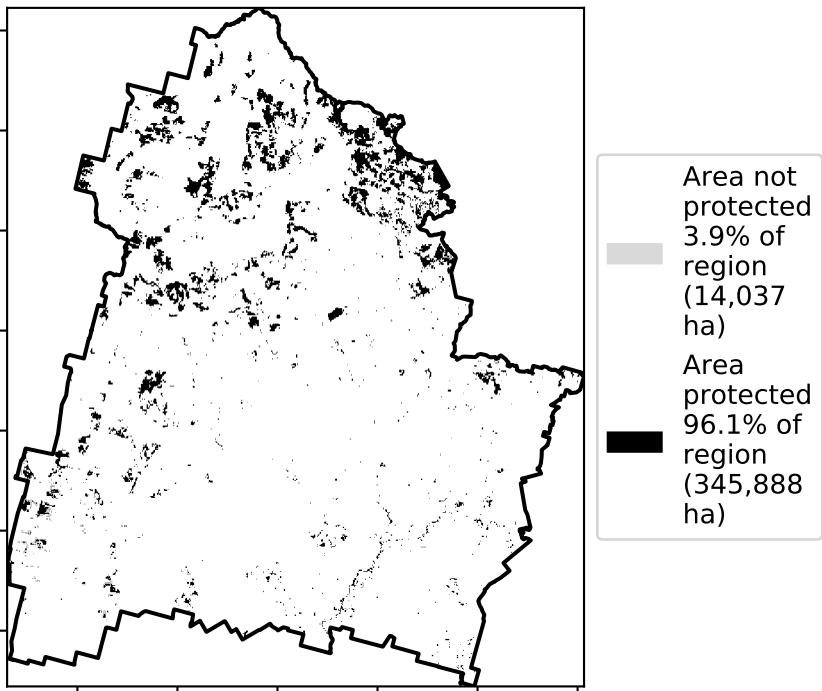 Area not
protected
3.9% of
region
(14,037
ha)
Area
protected
96.1% of
region
(345,888
ha)